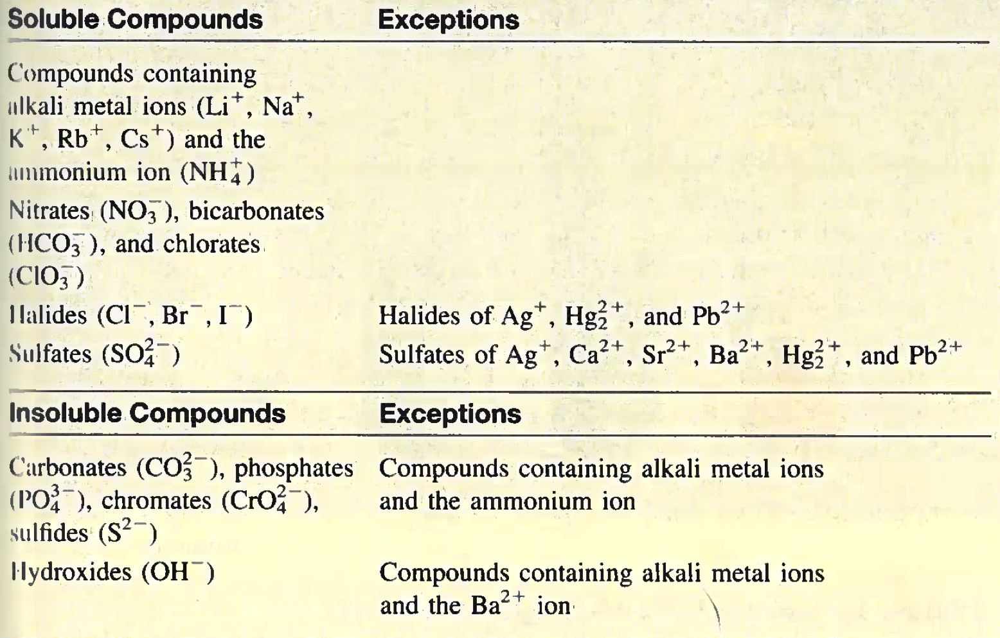 Soluble Compounds Exceptions
Compounds containing
alkali metal ions (Li⁺, Na⁺,
K⁺, Rb⁺, Cs⁺) and the
ammonium ion (NH₄⁺)
Nitrates (NO₃⁻), bicarbonates
(HCO₃⁻), and chlorates
(ClO₃⁻)
Halides (Cl⁻, Br⁻, I⁻) Halides of Ag⁺, Hg₂²⁺, and Pb²⁺
Sulfates (SO₄²⁻) Sulfates of Ag⁺, Ca²⁺, Sr²⁺, Ba²⁺, Hg₂²⁺, and Pb²⁺
Insoluble Compounds Exceptions
Carbonates (CO₃²⁻), phosphates Compounds containing alkali metal ions
(PO₄³⁻), chromates (CrO₄²⁻), and the ammonium ion
sulfides (S²⁻)
Hydroxides (OH⁻) Compounds containing alkali metal ions
and the Ba²⁺ ion